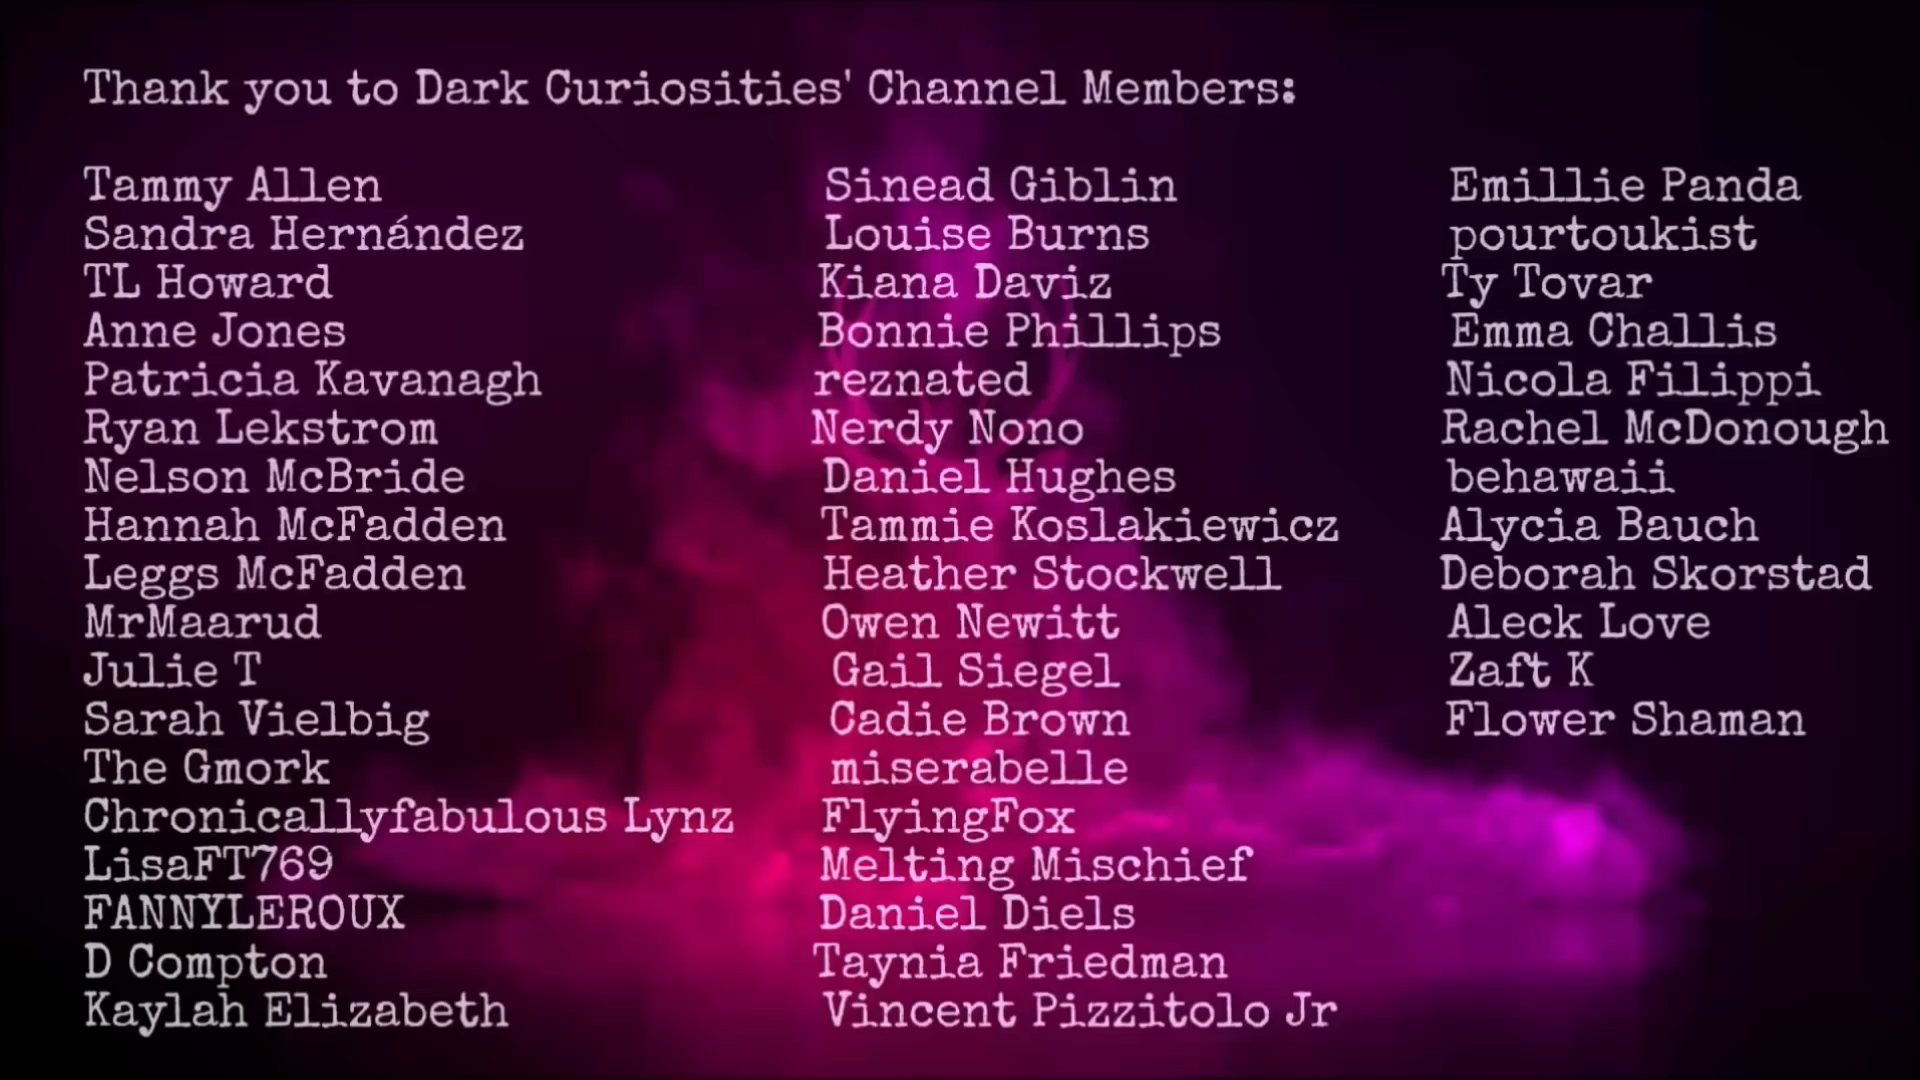 Thank you to Dark Curiosities' Channel Members:
Tammy Allen
Sandra Hernández
TL Howard
Anne Jones
Patricia Kavanagh
Ryan Lekstrom
Nelson McBride
Hannah McFadden
Leggs McFadden
MrMaarud
Julie T
Sarah Vielbig
The Gmork
Chronicallyfabulous Lynz
LisaFT769
FANNYLEROUX
D Compton
Kaylah Elizabeth
Sinead Giblin
Louise Burns
Kiana Daviz
Bonnie Phillips
reznated
Nerdy Nono
Daniel Hughes
Tammie Koslakiewicz
Heather Stockwell
Owen Newitt
Gail Siegel
Cadie Brown
miserabelle
FlyingFox
Melting Mischief
Daniel Diels
Taynia Friedman
Vincent Pizzitolo Jr
Emillie Panda
pourtoukist
Ty Tovar
Emma Challis
Nicola Filippi
Rachel McDonough
behawaii
Alycia Bauch
Deborah Skorstad
Aleck Love
Zaft K
Flower Shaman